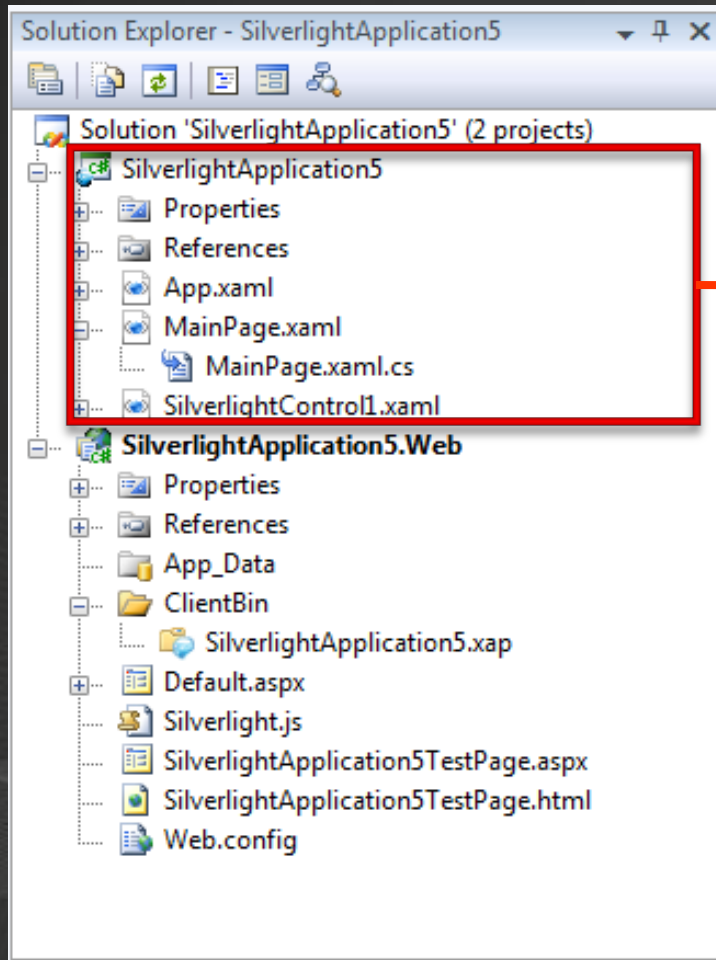 Solution Explorer - SilverlightApplication5
Solution 'SilverlightApplication5' (2 projects)
SilverlightApplication5
Properties
References
App.xaml
MainPage.xaml
MainPage.xaml.cs
SilverlightControl1.xaml
SilverlightApplication5.Web
Properties
References
App_Data
ClientBin
SilverlightApplication5.xap
Default.aspx
Silverlight.js
SilverlightApplication5TestPage.aspx
SilverlightApplication5TestPage.html
Web.config